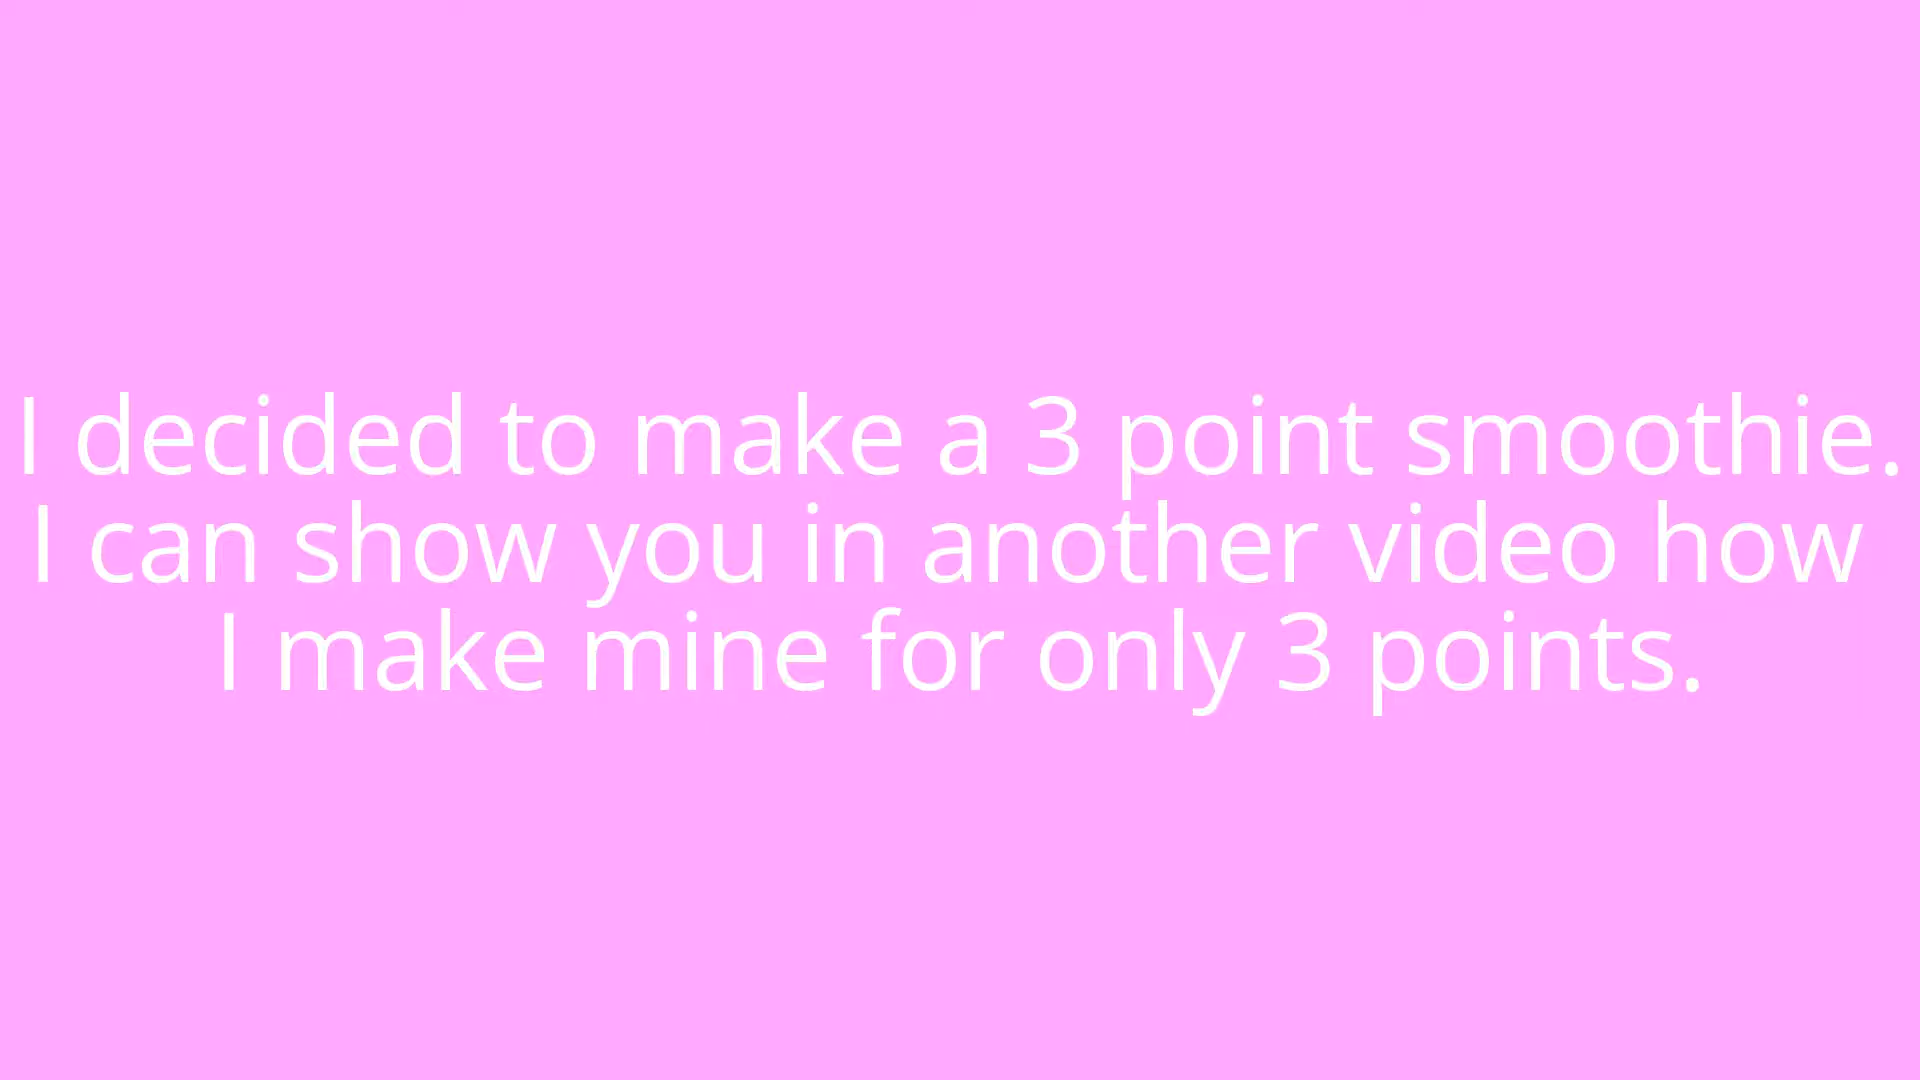 I decided to make a 3 point smoothie.
I can show you in another video how
I make mine for only 3 points.